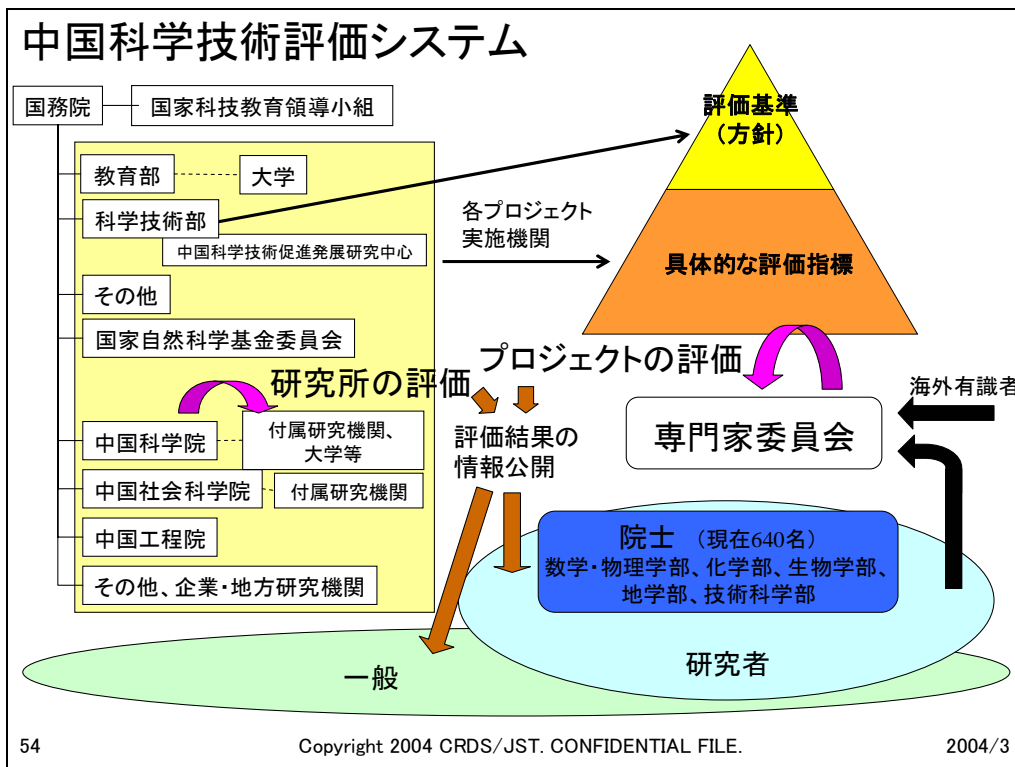 中国科学技術評価システム
国務院
国家科技教育領導小組
教育部
大学
科学技術部
中国科学技術促進発展研究中心
その他
国家自然科学基金委員会
研究所の評価
中国科学院
付属研究機関、
大学等
中国社会科学院
付属研究機関
中国工程院
その他、企業・地方研究機関
各プロジェクト
実施機関
評価基準
（方針）
具体的な評価指標
プロジェクトの評価
評価結果の
情報公開
専門家委員会
海外有識者
院士 （現在640名）
数学・物理学部、化学部、生物学部、
地学部、技術科学部
研究者
一般
54
Copyright 2004 CRDS/JST. CONFIDENTIAL FILE.
2004/3